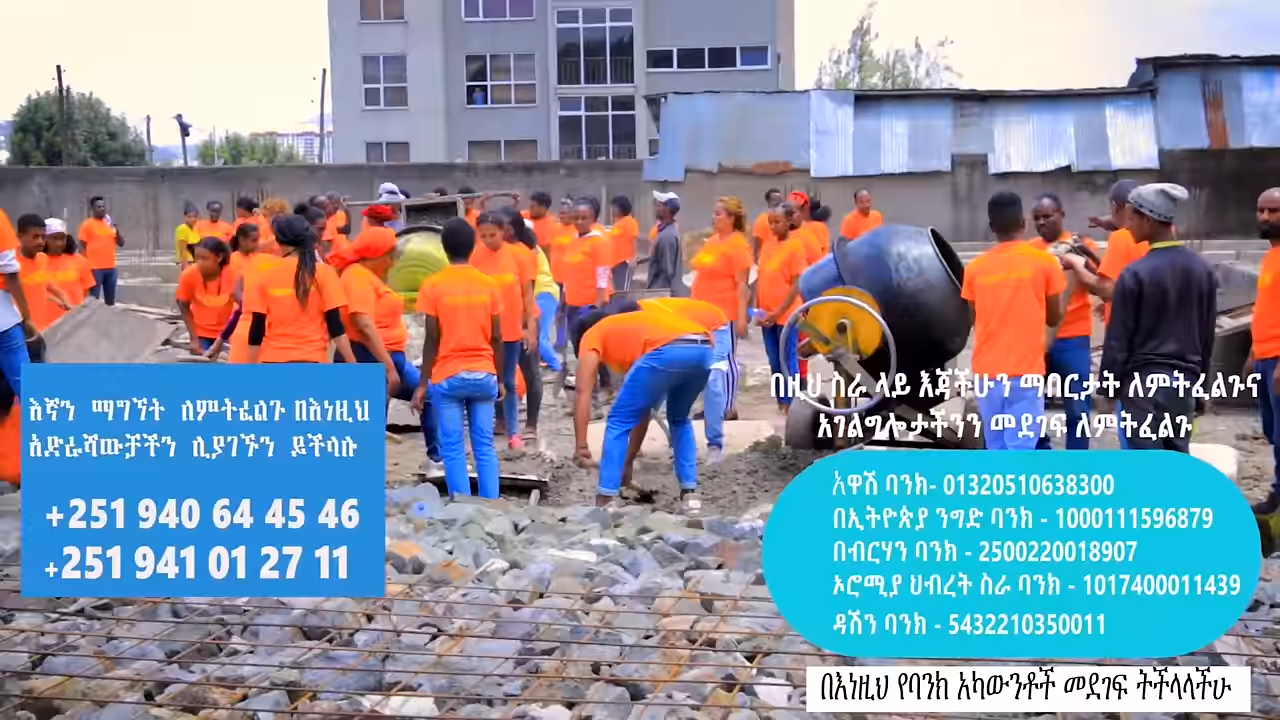 እኛን ማግኘት ለምትፈልጉ በእነዚህ
አድራሻውቻችን ሊያገኙን ይችላሉ
+251 940 64 45 46
+251 941 01 27 11
በዚህ ስራ ላይ እጃችሁን ማበርታት ለምትፈልጉና
አገልግሎታችንን መደገፍ ለምትፈልጉ
አዋሽ ባንክ- 01320510638300
በኢትዮጵያ ንግድ ባንክ - 1000111596879
በብርሃን ባንክ - 2500220018907
ኦሮሚያ ህብረት ስራ ባንክ - 1017400011439
ዳሽን ባንክ - 5432210350011
በእነዚህ የባንክ አካውንቶች መደገፍ ትችላላችሁ